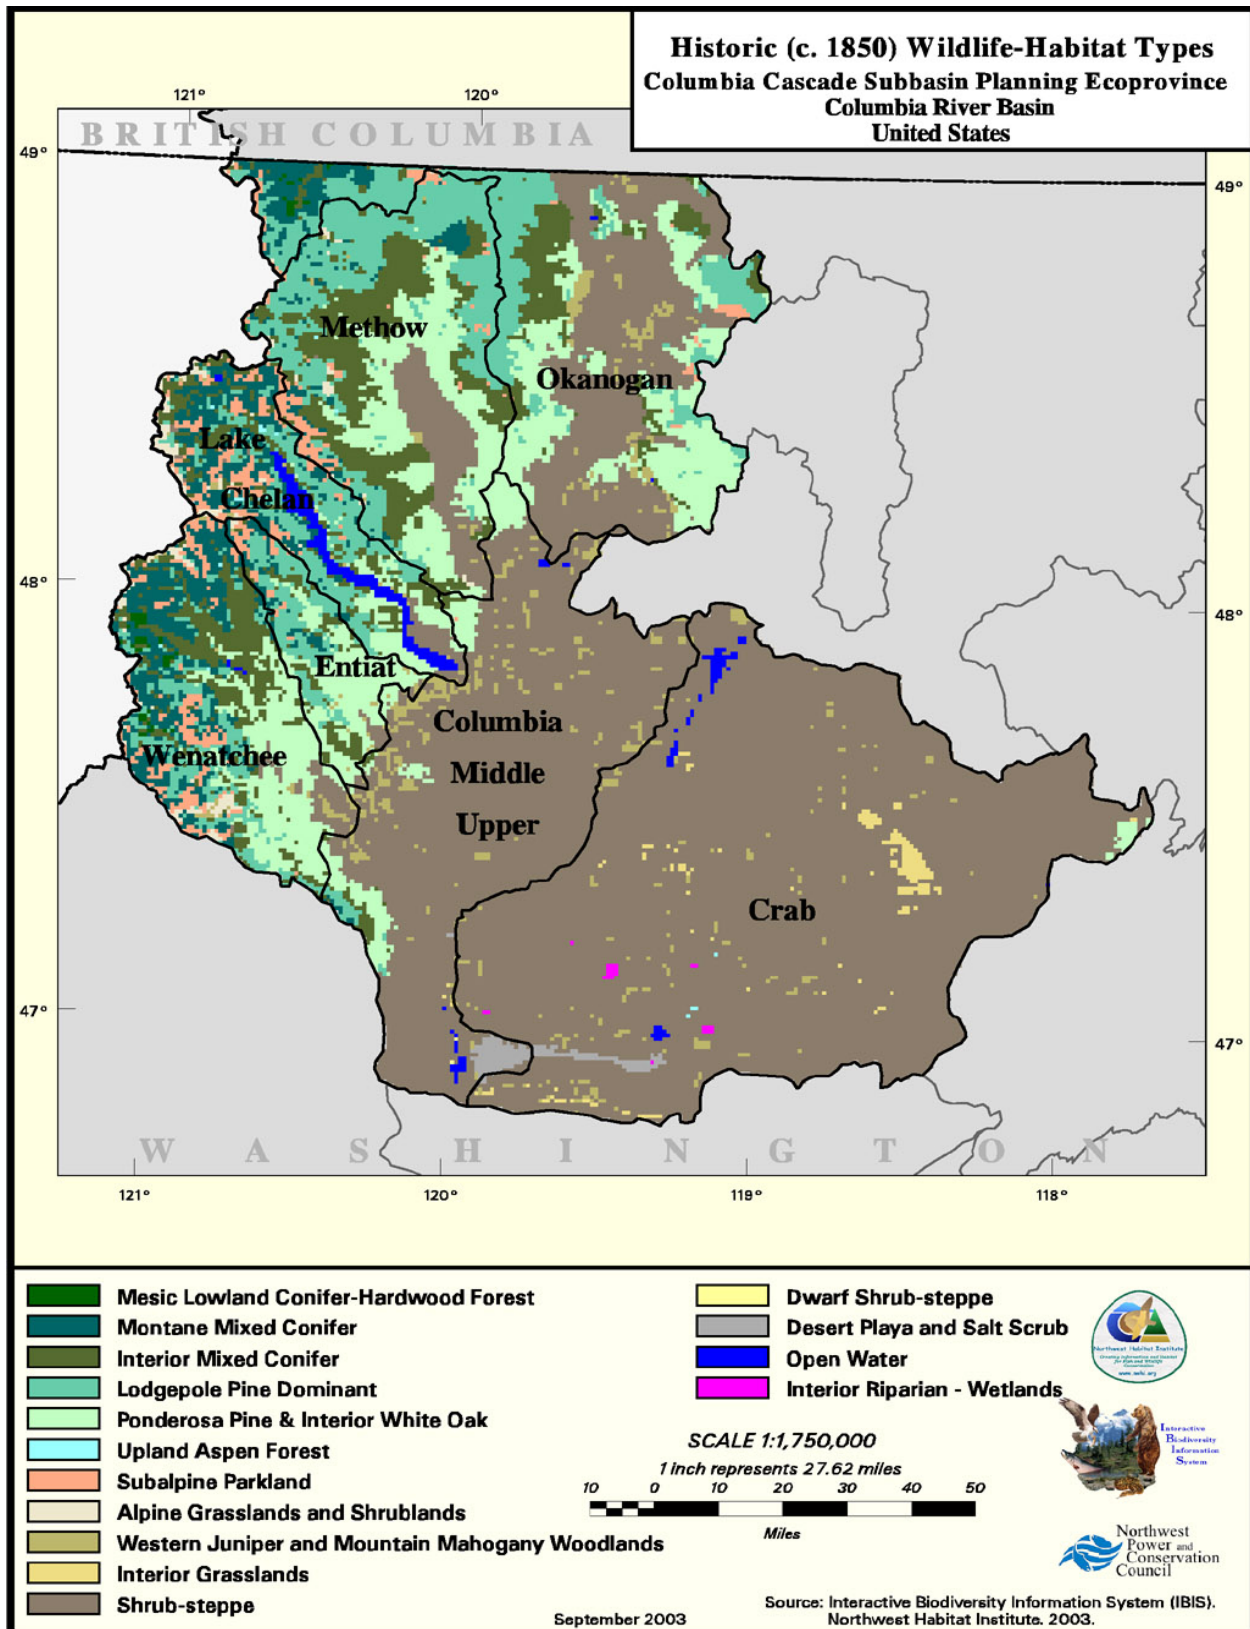 Historic (c. 1850) Wildlife-Habitat Types
Columbia Cascade Subbasin Planning Ecoprovince
Columbia River Basin
United States
121°
120°
BRITISH COLUMBIA
49°
49°
Methow
Okanogan
Lake
Chelan
48°
48°
Entiat
Columbia
Middle
Upper
Wenatchee
Crab
47°
47°
WASHINGTON
121°
120°
119°
118°
Mesic Lowland Conifer-Hardwood Forest
Montane Mixed Conifer
Interior Mixed Conifer
Lodgepole Pine Dominant
Ponderosa Pine & Interior White Oak
Upland Aspen Forest
Subalpine Parkland
Alpine Grasslands and Shrublands
Western Juniper and Mountain Mahogany Woodlands
Interior Grasslands
Shrub-steppe
Dwarf Shrub-steppe
Desert Playa and Salt Scrub
Open Water
Interior Riparian - Wetlands
SCALE 1:1,750,000
1 inch represents 27.62 miles
10 0 10 20 30 40 50
Miles
Northwest Habitat Institute
Interactive
Biodiversity
Information
System
Northwest
Power and
Conservation
Council
September 2003
Source: Interactive Biodiversity Information System (IBIS).
Northwest Habitat Institute. 2003.